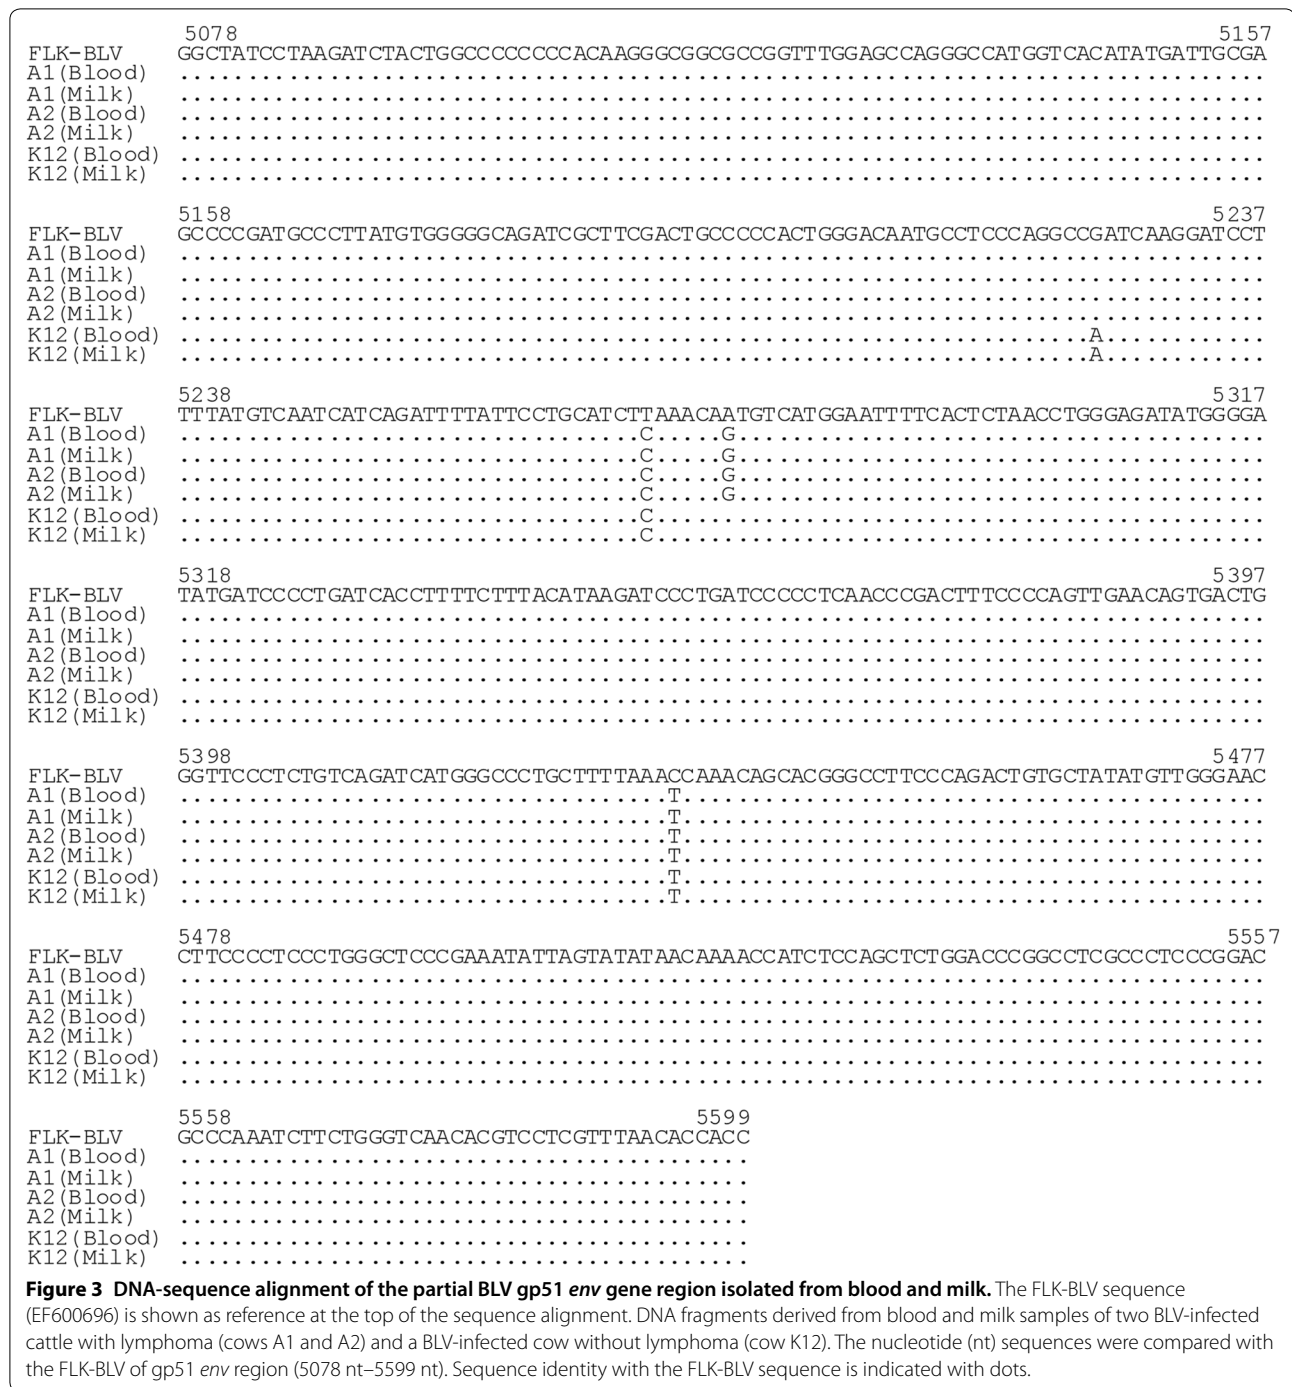 5078 5157
FLK-BLV GGCTATCCTAAGATCTACTGGCCCCCCCCACAAGGGCGGCGCCGGTTTGGAGCCAGGGCCATGGTCACATATGATTGCGA
A1(Blood) ................................................................................
A1(Milk) ................................................................................
A2(Blood) ................................................................................
A2(Milk) ................................................................................
K12(Blood) ................................................................................
K12(Milk) ................................................................................
5158 5237
FLK-BLV GCCCCGATGCCCTTATGTGGGGGCAGATCGCTTCGACTGCCCCCACTGGGACAATGCCTCCCAGGCCGATCAAGGATCCT
A1(Blood) ................................................................................
A1(Milk) ................................................................................
A2(Blood) ................................................................................
A2(Milk) ................................................................................
K12(Blood) ...................................................................A............
K12(Milk) ...................................................................A............
5238 5317
FLK-BLV TTTATGTCAATCATCAGATTTTATTCCTGCATCTTAAACAATGTCATGGAATTTTCACTCTAACCTGGGAGATATGGGGA
A1(Blood) ..................................C.....G.......................................
A1(Milk) ..................................C.....G.......................................
A2(Blood) ..................................C.....G.......................................
A2(Milk) ..................................C.....G.......................................
K12(Blood) ..................................C.............................................
K12(Milk) ..................................C.............................................
5318 5397
FLK-BLV TATGATCCCCTGATCACCTTTTCTTTACATAAGATCCCTGATCCCCCTCAACCCGACTTTCCCCAGTTGAACAGTGACTG
A1(Blood) ................................................................................
A1(Milk) ................................................................................
A2(Blood) ................................................................................
A2(Milk) ................................................................................
K12(Blood) ................................................................................
K12(Milk) ................................................................................
5398 5477
FLK-BLV GGTTCCCTCTGTCAGATCATGGGCCCTGCTTTTAAACCAAACAGCACGGGCCTTCCCAGACTGTGCTATATGTTGGGAAC
A1(Blood) ....................................T...........................................
A1(Milk) ....................................T...........................................
A2(Blood) ....................................T...........................................
A2(Milk) ....................................T...........................................
K12(Blood) ....................................T...........................................
K12(Milk) ....................................T...........................................
5478 5557
FLK-BLV CTTCCCCTCCCTGGGCTCCCGAAATATTAGTATATAACAAAACCATCTCCAGCTCTGGACCCGGCCTCGCCCTCCCGGAC
A1(Blood) ................................................................................
A1(Milk) ................................................................................
A2(Blood) ................................................................................
A2(Milk) ................................................................................
K12(Blood) ................................................................................
K12(Milk) ................................................................................
5558 5599
FLK-BLV GCCCAAATCTTCTGGGTCAACACGTCCTCGTTTAACACCACC
A1(Blood) ..........................................
A1(Milk) ..........................................
A2(Blood) ..........................................
A2(Milk) ..........................................
K12(Blood) ..........................................
K12(Milk) ..........................................
Figure 3 DNA-sequence alignment of the partial BLV gp51 env gene region isolated from blood and milk. The FLK-BLV sequence
(EF600696) is shown as reference at the top of the sequence alignment. DNA fragments derived from blood and milk samples of two BLV-infected
cattle with lymphoma (cows A1 and A2) and a BLV-infected cow without lymphoma (cow K12). The nucleotide (nt) sequences were compared with
the FLK-BLV of gp51 env region (5078 nt–5599 nt). Sequence identity with the FLK-BLV sequence is indicated with dots.